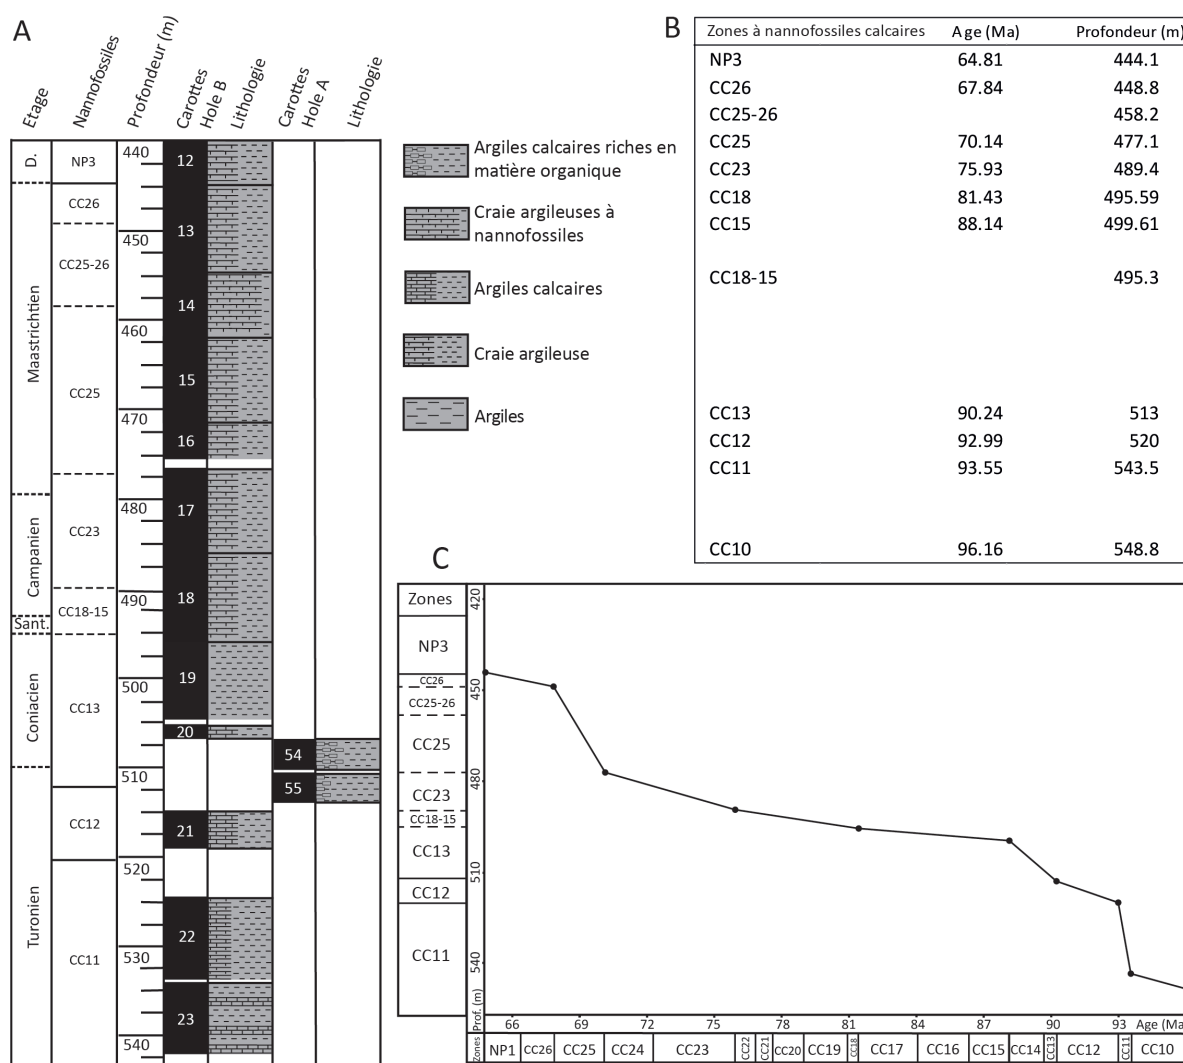 A
Etage
Nannofossiles
Profondeur (m)
Carottes
Hole B
Lithologie
Carottes
Hole A
Lithologie
D.
Maastrichtien
Campanien
Sant.
Coniacien
Turonien
NP3
CC26
CC25-26
CC25
CC23
CC18-15
CC13
CC12
CC11
440
450
460
470
480
490
500
510
520
530
540
12
13
14
15
16
17
18
19
20
21
22
23
54
55
Argiles calcaires riches en
matière organique
Craie argileuses à
nannofossiles
Argiles calcaires
Craie argileuse
Argiles
B
Zones à nannofossiles calcaires Age (Ma) Profondeur (m)
NP3 64.81 444.1
CC26 67.84 448.8
CC25-26 458.2
CC25 70.14 477.1
CC23 75.93 489.4
CC18 81.43 495.59
CC15 88.14 499.61
CC18-15 495.3
CC13 90.24 513
CC12 92.99 520
CC11 93.55 543.5
CC10 96.16 548.8
C
Zones
NP3
CC26
CC25-26
CC25
CC23
CC18-15
CC13
CC12
CC11
420
450
480
510
540
Prof. (m)
66 69 72 75 78 81 84 87 90 93 Age (Ma
Zones NP1 CC26 CC25 CC24 CC23 CC22 CC21 CC20 CC19 CC18 CC17 CC16 CC15 CC14 CC13 CC12 CC11 CC10